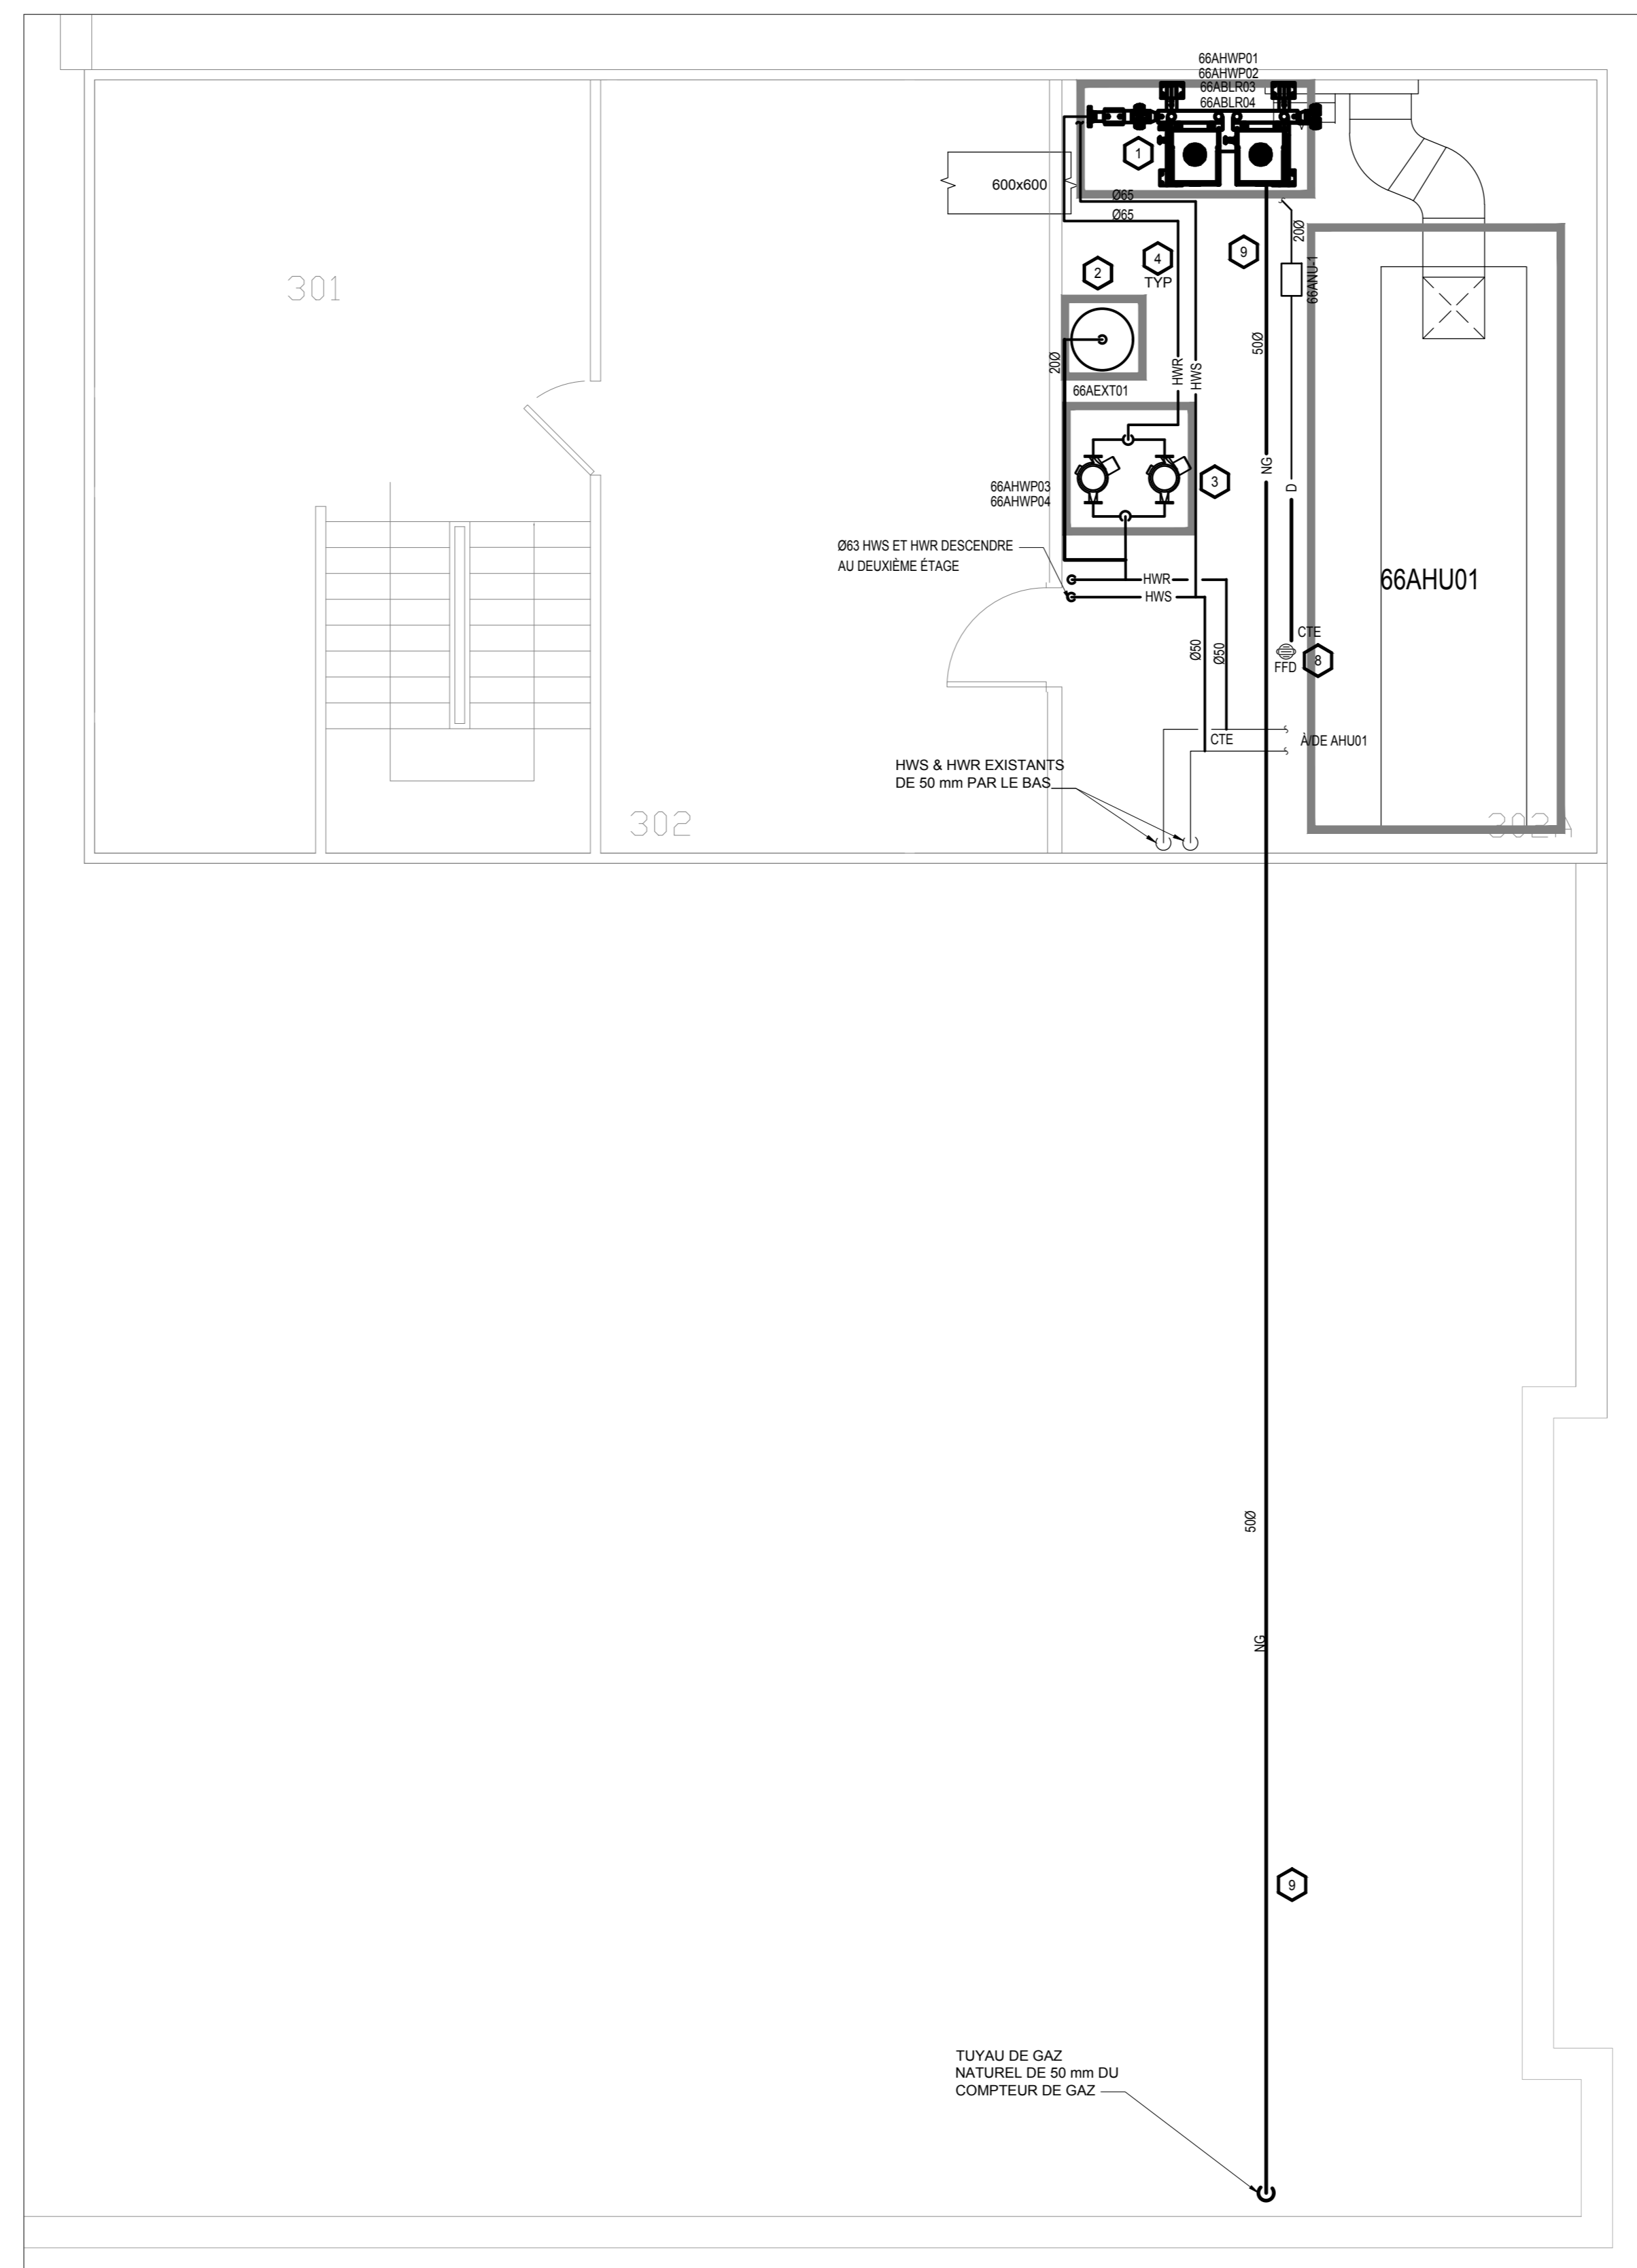 66AHWP01
66AHWP02
66ABLR03
66ABLR04
1
600x600
Ø65
Ø65
301
2
4
TYP
9
20Ø
66ANU-1
20Ø
66AEXT01
HWR
HWS
50Ø
NG
D
66AHWP03
66AHWP04
3
Ø63 HWS ET HWR DESCENDRE
AU DEUXIÈME ÉTAGE
HWR
HWS
66AHU01
Ø50
Ø50
CTE
FFD
8
CTE
À/DE AHU01
HWS & HWR EXISTANTS
DE 50 mm PAR LE BAS
302
302A
50Ø
NG
9
TUYAU DE GAZ
NATUREL DE 50 mm DU
COMPTEUR DE GAZ